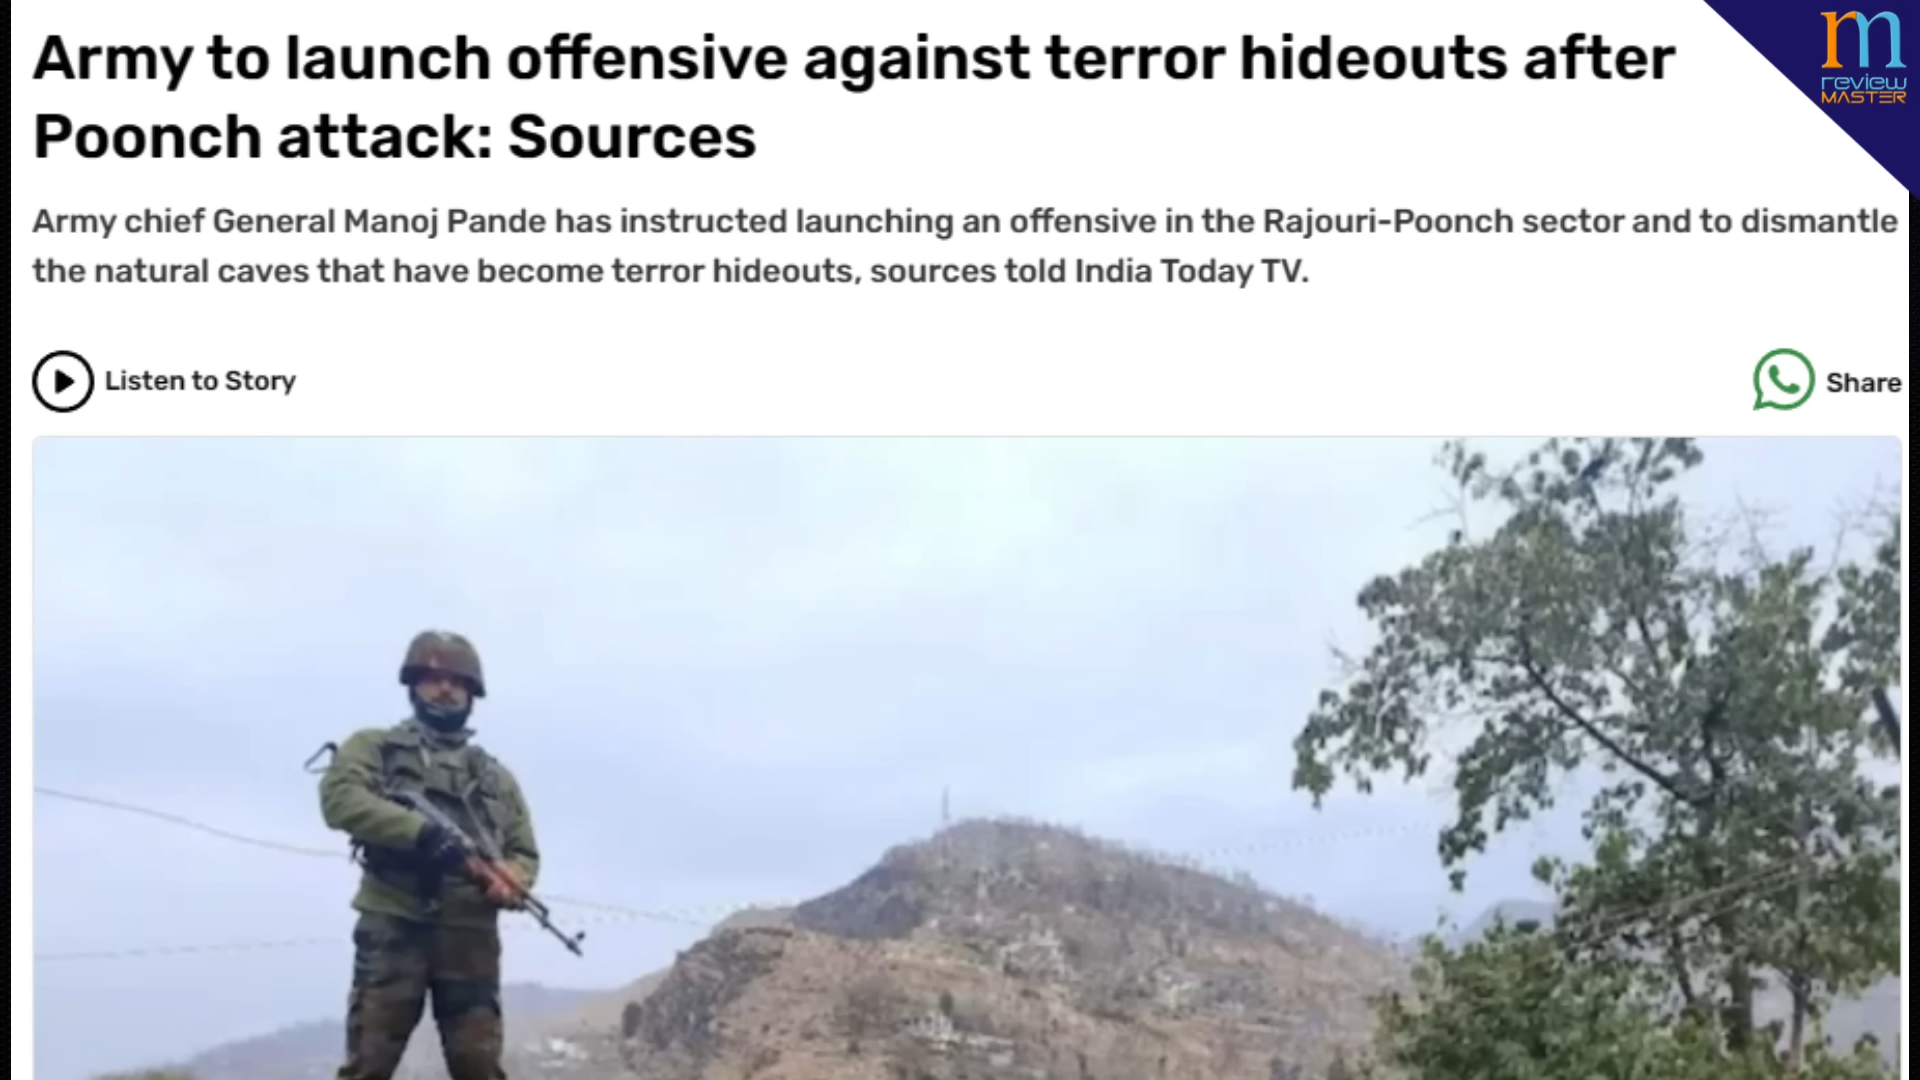 Army to launch offensive against terror hideouts after
Poonch attack: Sources
m
review
MASTER
Army chief General Manoj Pande has instructed launching an offensive in the Rajouri-Poonch sector and to dismantle
the natural caves that have become terror hideouts, sources told India Today TV.
Listen to Story
Share